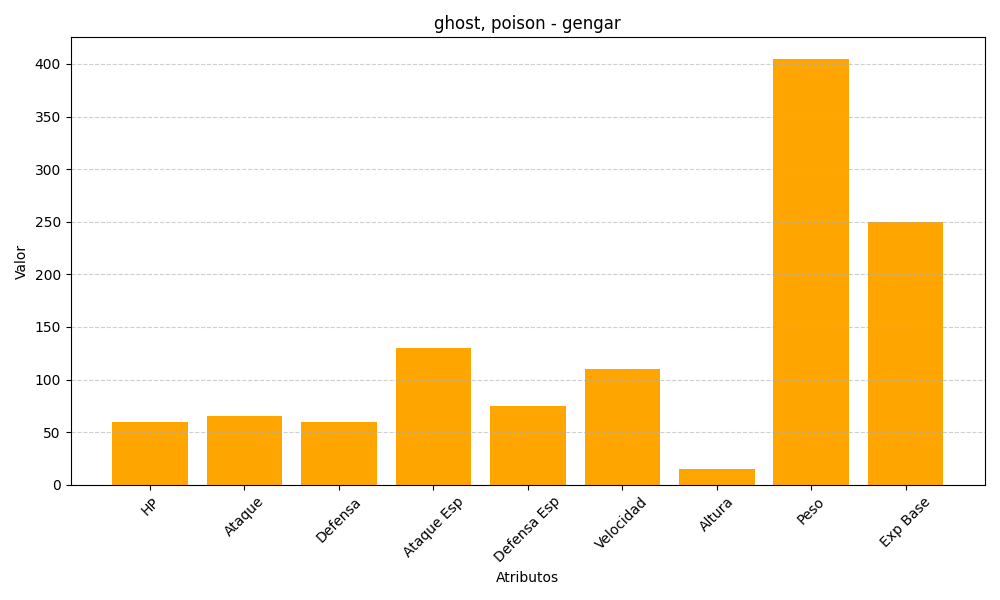 ghost, poison - gengar
Valor
400
350
300
250
200
150
100
50
0
HP
Ataque
Defensa
Ataque Esp
Defensa Esp
Velocidad
Altura
Peso
Exp Base
Atributos